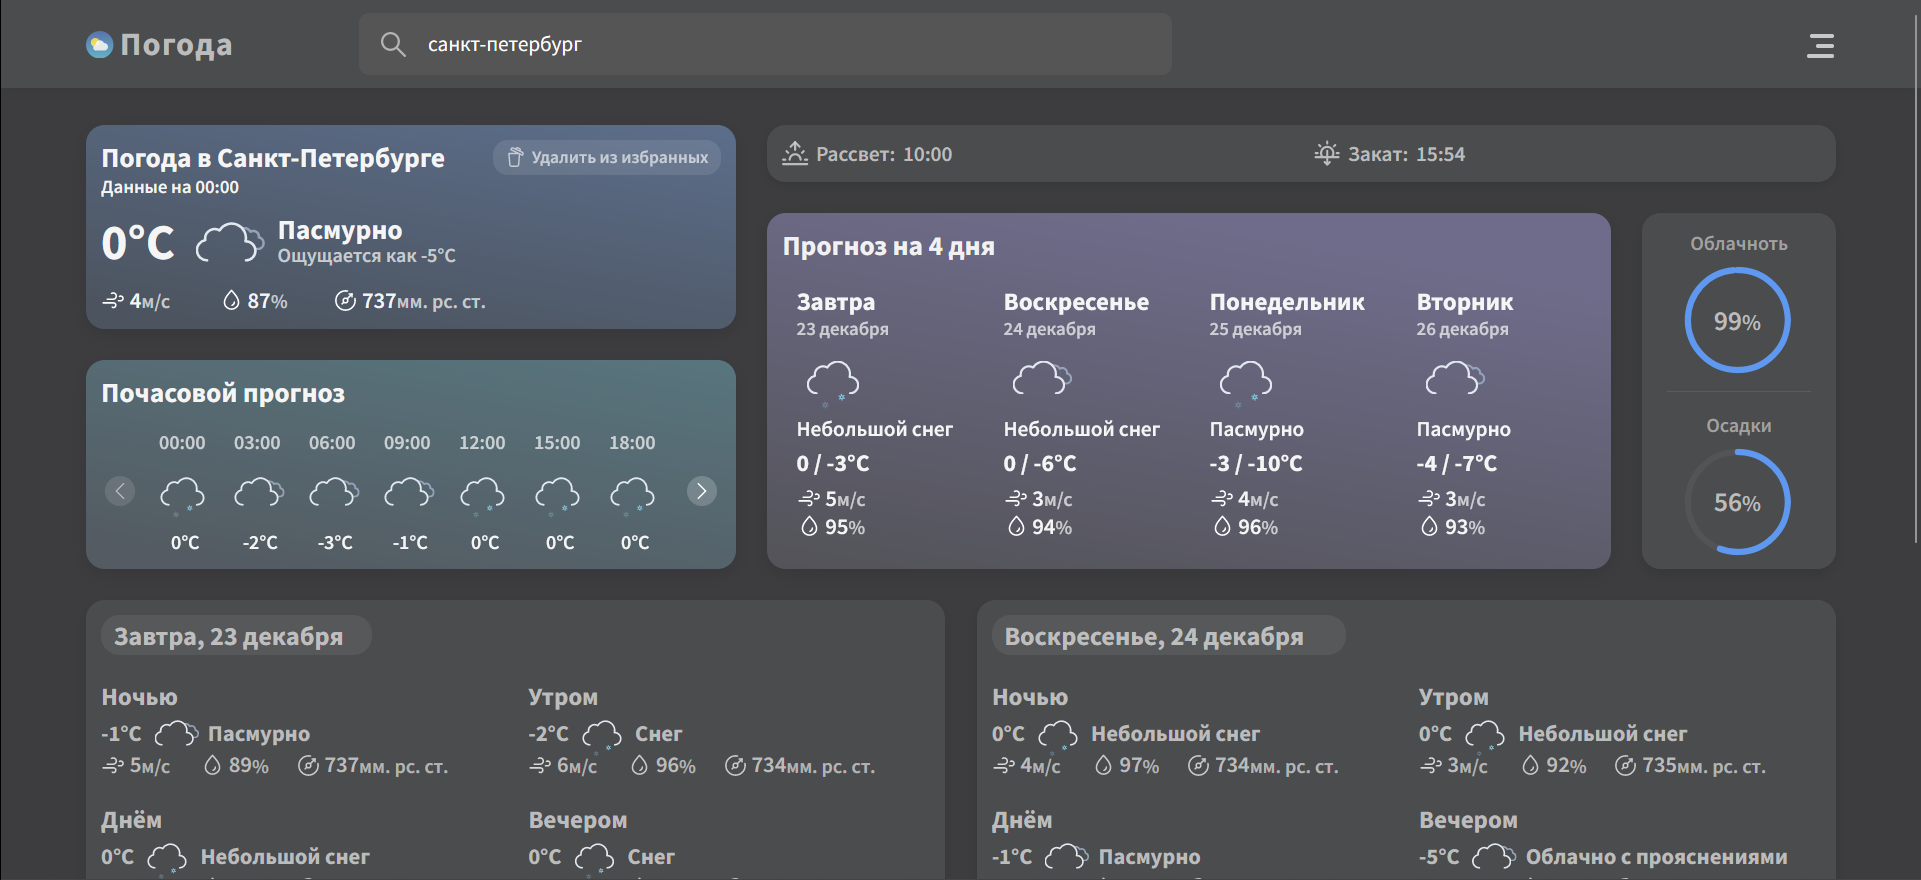 Погода
санкт-петербург
Погода в Санкт-Петербурге
Удалить из избранных
Данные на 00:00
0°C
Пасмурно
Ощущается как -5°C
4м/с 87% 737мм. рс. ст.
Рассвет: 10:00
Закат: 15:54
Почасовой прогноз
00:00 03:00 06:00 09:00 12:00 15:00 18:00
0°C -2°C -3°C -1°C 0°C 0°C 0°C
Прогноз на 4 дня
Завтра Воскресенье Понедельник Вторник
23 декабря 24 декабря 25 декабря 26 декабря
Небольшой снег Небольшой снег Пасмурно Пасмурно
0 / -3°C 0 / -6°C -3 / -10°C -4 / -7°C
5м/с 3м/с 4м/с 3м/с
95% 94% 96% 93%
Облачноть
99%
Осадки
56%
Завтра, 23 декабря
Ночью
-1°C Пасмурно
5м/с 89% 737мм. рс. ст.
Утром
-2°C Снег
6м/с 96% 734мм. рс. ст.
Днём
0°C Небольшой снег
Вечером
0°C Снег
Воскресенье, 24 декабря
Ночью
0°C Небольшой снег
4м/с 97% 734мм. рс. ст.
Утром
0°C Небольшой снег
3м/с 92% 735мм. рс. ст.
Днём
-1°C Пасмурно
Вечером
-5°C Облачно с прояснениями